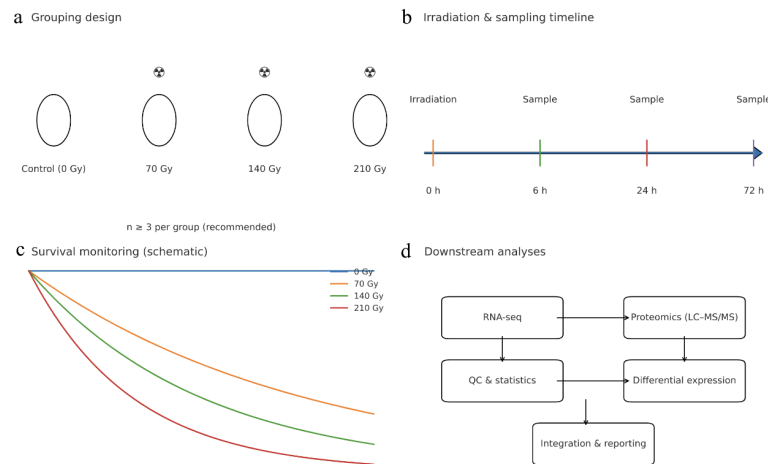 a Grouping design
Control (0 Gy) 70 Gy 140 Gy 210 Gy
n ≥ 3 per group (recommended)
b Irradiation & sampling timeline
Irradiation Sample Sample Sample
0 h 6 h 24 h 72 h
c Survival monitoring (schematic)
0 Gy
70 Gy
140 Gy
210 Gy
d Downstream analyses
RNA-seq Proteomics (LC–MS/MS)
QC & statistics Differential expression
Integration & reporting